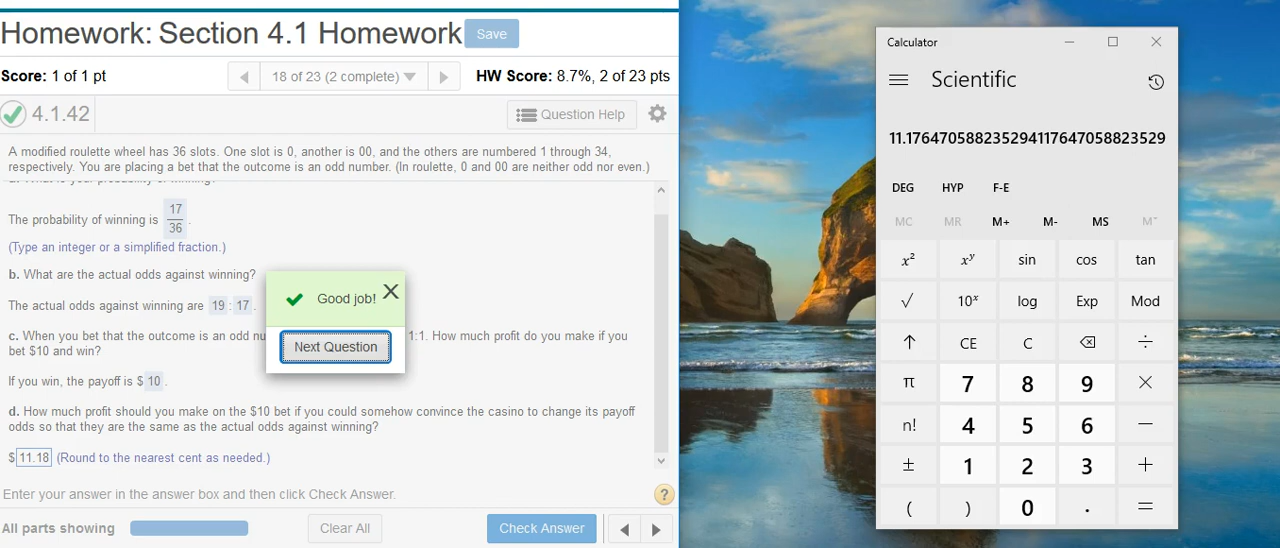 Homework: Section 4.1 Homework Save
Score: 1 of 1 pt 18 of 23 (2 complete) HW Score: 8.7%, 2 of 23 pts
4.1.42 Question Help
A modified roulette wheel has 36 slots. One slot is 0, another is 00, and the others are numbered 1 through 34,
respectively. You are placing a bet that the outcome is an odd number. (In roulette, 0 and 00 are neither odd nor even.)
The probability of winning is 17/36.
(Type an integer or a simplified fraction.)
b. What are the actual odds against winning?
The actual odds against winning are 19 : 17.
c. When you bet that the outcome is an odd nu 1:1. How much profit do you make if you
bet $10 and win?
If you win, the payoff is $ 10.
d. How much profit should you make on the $10 bet if you could somehow convince the casino to change its payoff
odds so that they are the same as the actual odds against winning?
$ 11.18 (Round to the nearest cent as needed.)
Good job!
Next Question
Enter your answer in the answer box and then click Check Answer.
?
All parts showing Clear All Check Answer
Calculator
Scientific
11.176470588235294117647058823529
DEG HYP F-E
MC MR M+ M- MS M˅
x² xʸ sin cos tan
√ 10ˣ log Exp Mod
↑ CE C ⌫ ÷
π 7 8 9 ×
n! 4 5 6 −
± 1 2 3 +
( ) 0 . =